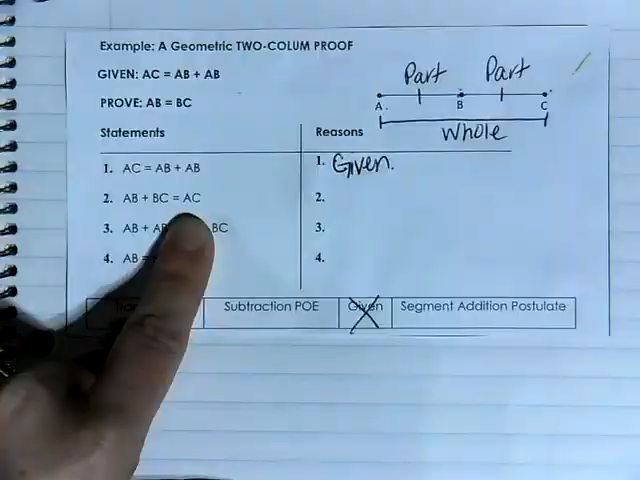 Example: A Geometric TWO-COLUM PROOF
GIVEN: AC = AB + AB
PROVE: AB = BC
Part Part
A B C
Whole
Statements Reasons
1. AC = AB + AB 1. Given.
2. AB + BC = AC 2.
3. AB + AB BC 3.
4. AB = 4.
Subtraction POE Given Segment Addition Postulate